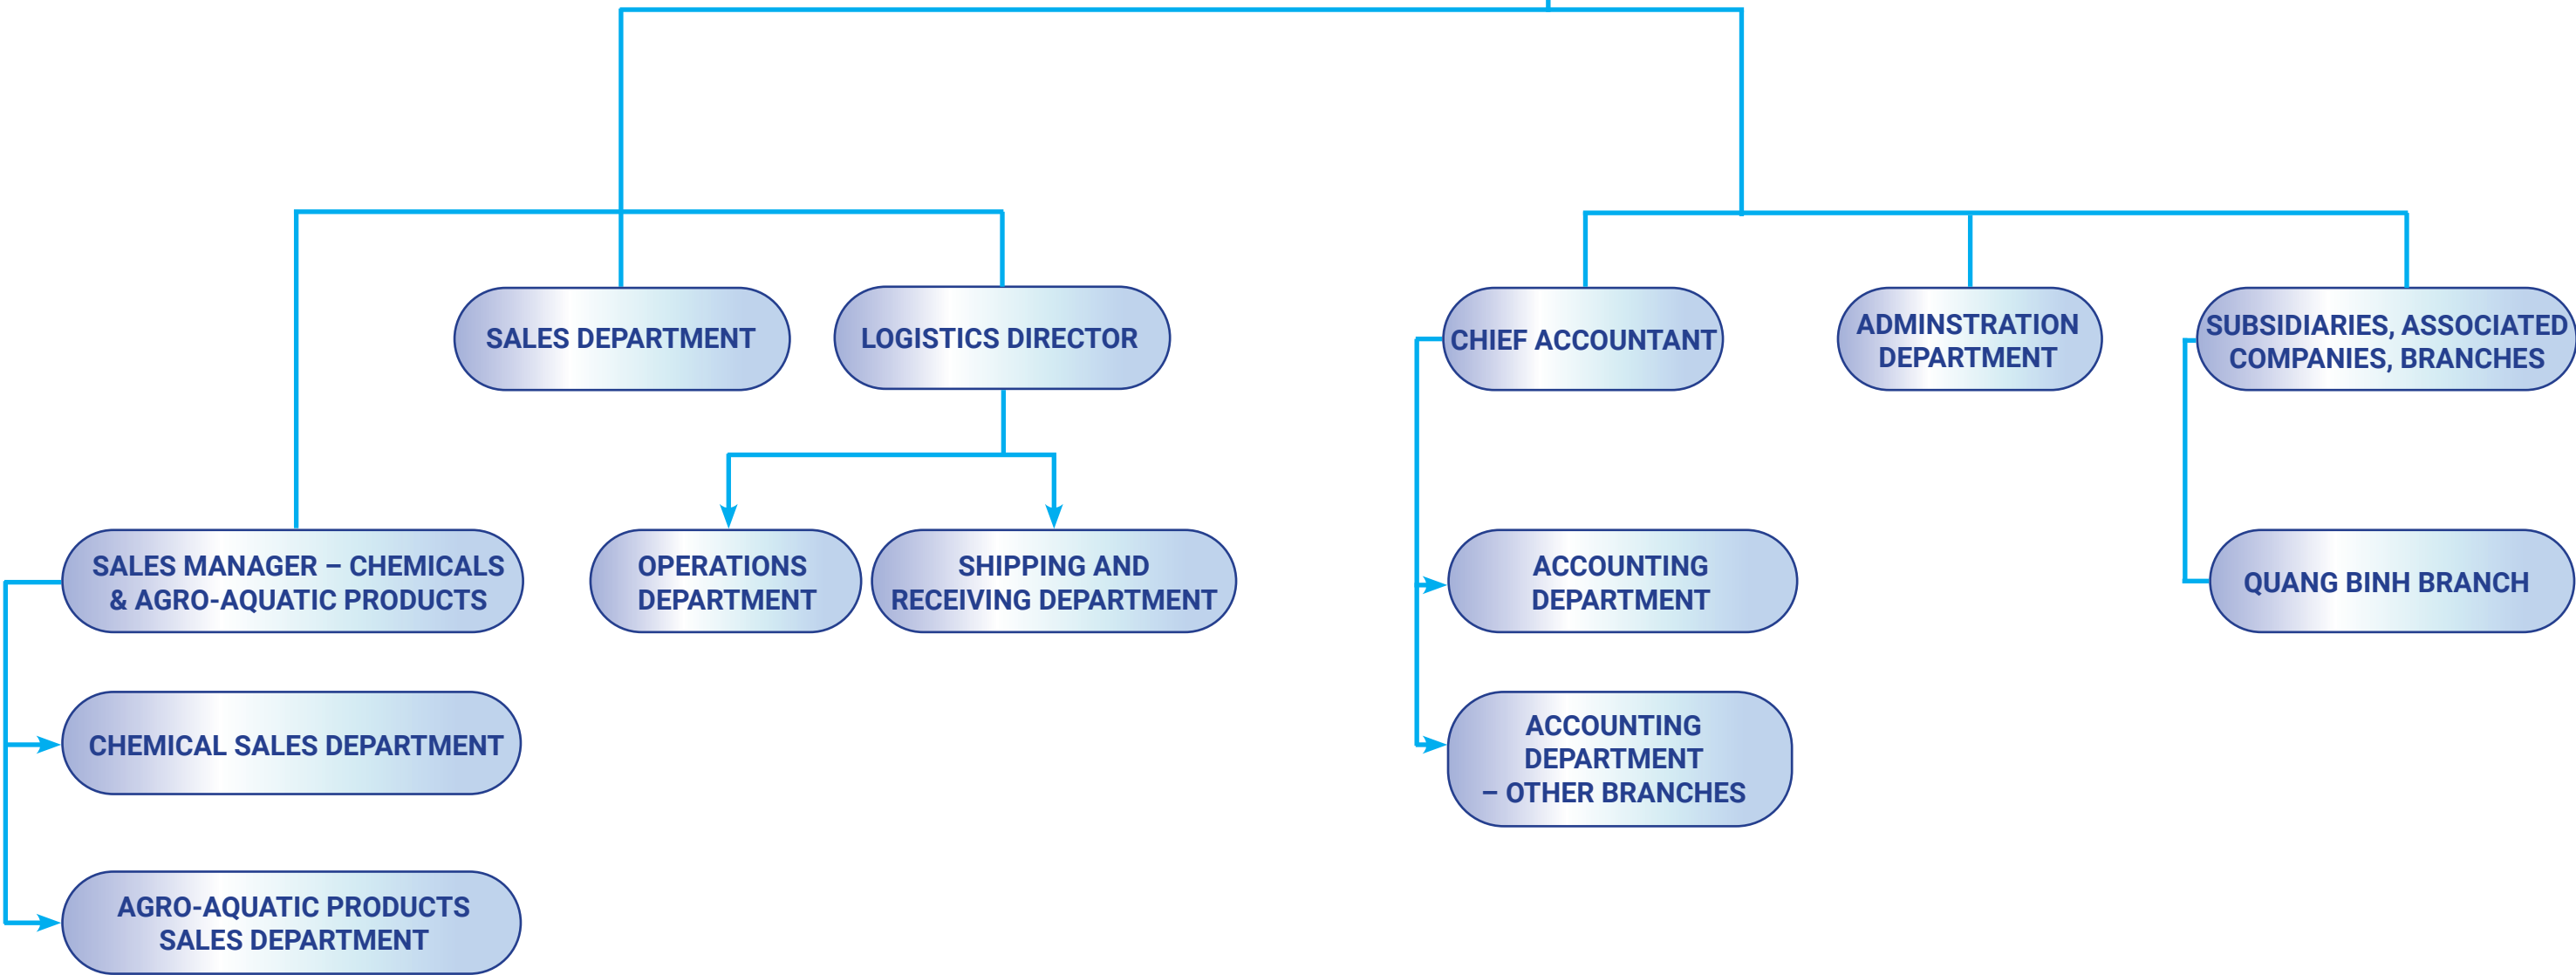 SALES DEPARTMENT
LOGISTICS DIRECTOR
CHIEF ACCOUNTANT
ADMINSTRATION
DEPARTMENT
SUBSIDIARIES, ASSOCIATED
COMPANIES, BRANCHES
SALES MANAGER – CHEMICALS
& AGRO-AQUATIC PRODUCTS
OPERATIONS
DEPARTMENT
SHIPPING AND
RECEIVING DEPARTMENT
ACCOUNTING
DEPARTMENT
QUANG BINH BRANCH
CHEMICAL SALES DEPARTMENT
ACCOUNTING
DEPARTMENT
– OTHER BRANCHES
AGRO-AQUATIC PRODUCTS
SALES DEPARTMENT